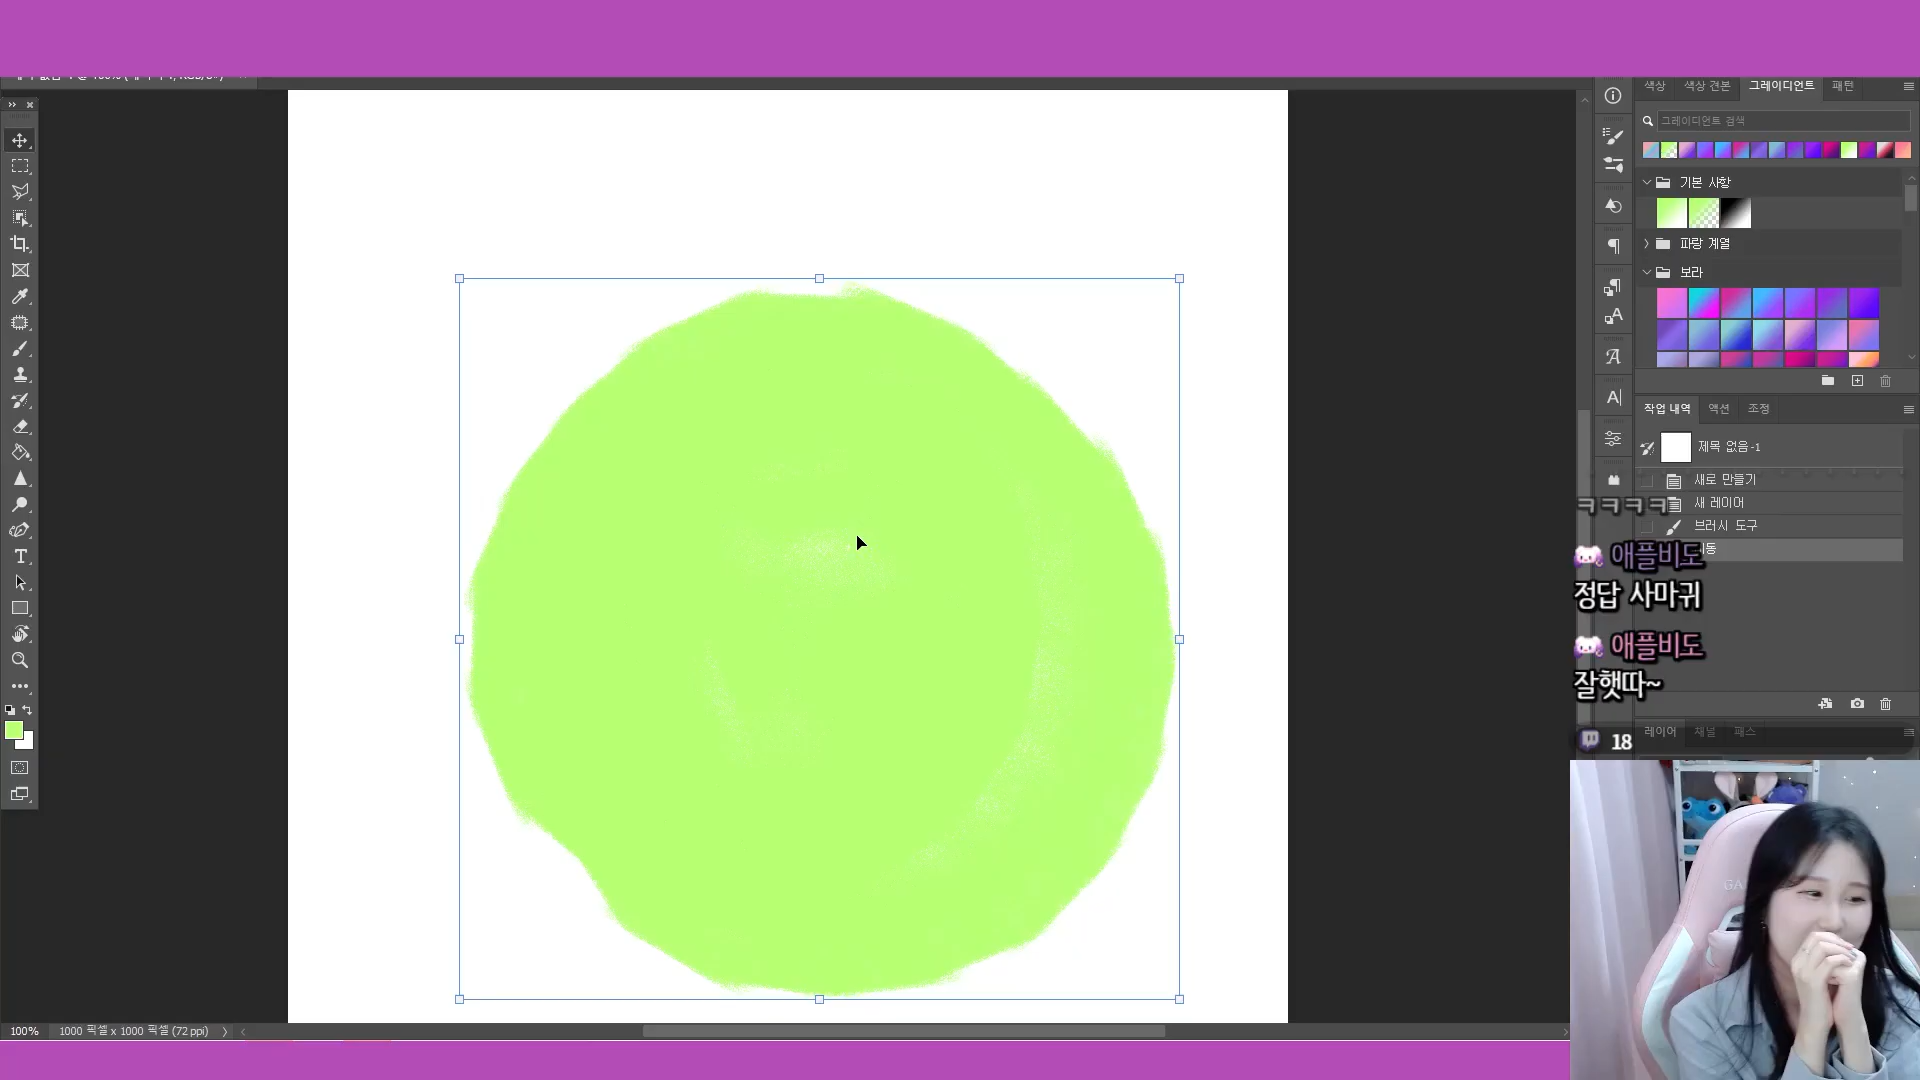 색상 색상 견본 그레이디언트 패턴
그레이디언트 검색
기본 사항
파랑 계열
보라
작업 내역 액션 조정
제목 없음-1
새로 만들기
새 레이어
브러시 도구
ㅋㅋㅋㅋ
애플비도
정답 사마귀
애플비도
잘햇따~
18
레이어 채널 패스
100% 1000 픽셀 x 1000 픽셀 (72 ppi)